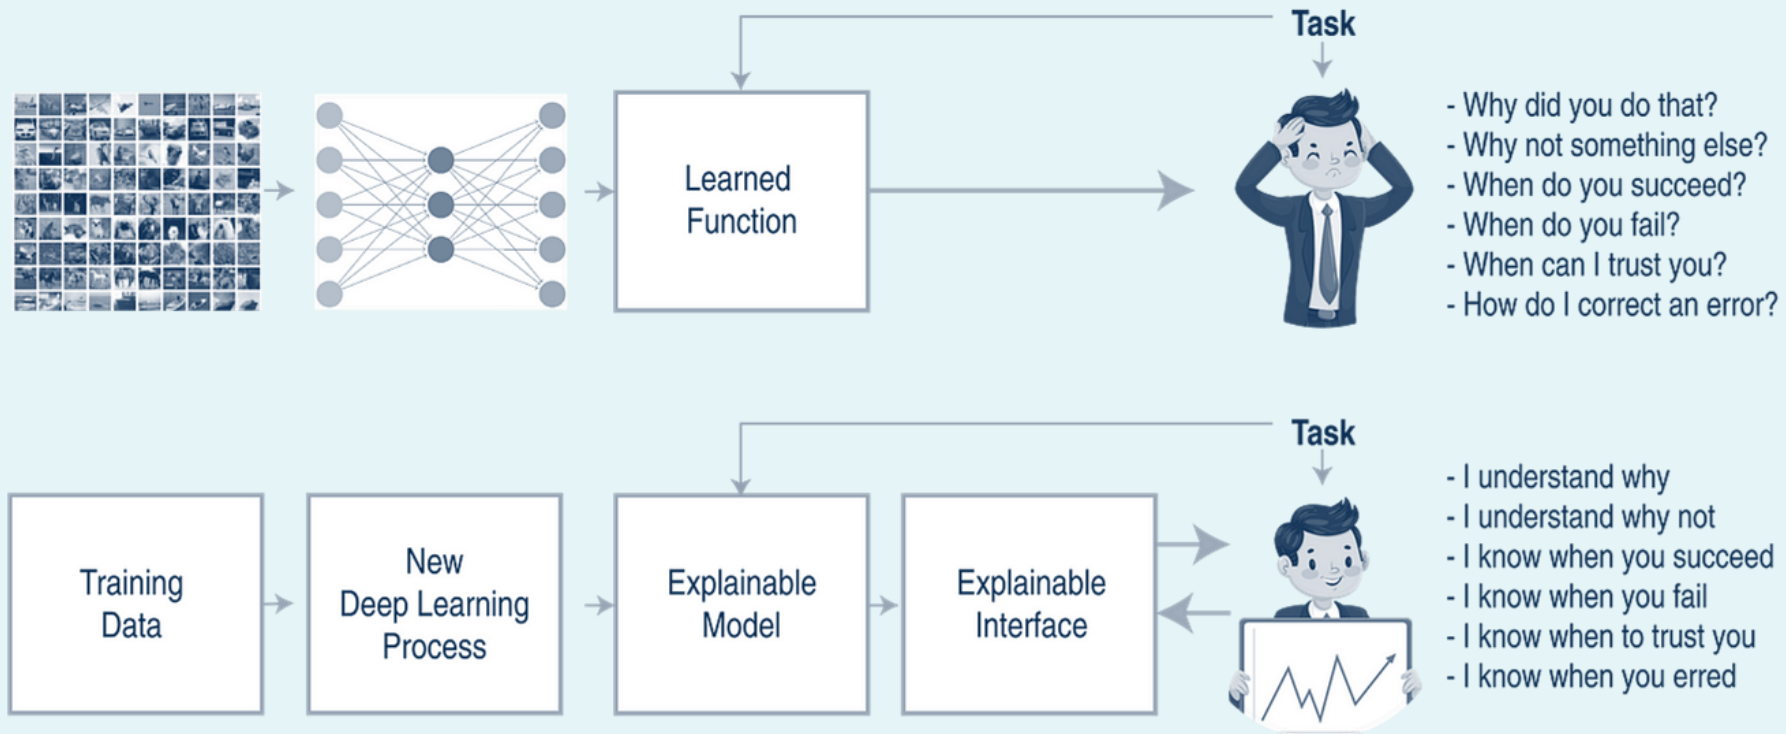 Task
Learned
Function
- Why did you do that?
- Why not something else?
- When do you succeed?
- When do you fail?
- When can I trust you?
- How do I correct an error?
Task
Training
Data
New
Deep Learning
Process
Explainable
Model
Explainable
Interface
- I understand why
- I understand why not
- I know when you succeed
- I know when you fail
- I know when to trust you
- I know when you erred